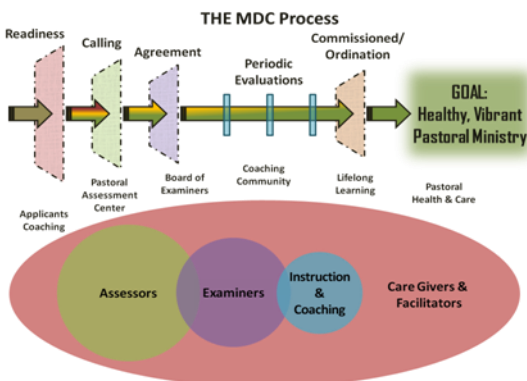 THE MDC Process
Readiness
Calling
Agreement
Periodic
Evaluations
Commissioned/
Ordination
GOAL:
Healthy, Vibrant
Pastoral Ministry
Applicants
Coaching
Pastoral
Assessment
Center
Board of
Examiners
Coaching
Community
Lifelong
Learning
Pastoral
Health & Care
Assessors
Examiners
Instruction
&
Coaching
Care Givers &
Facilitators